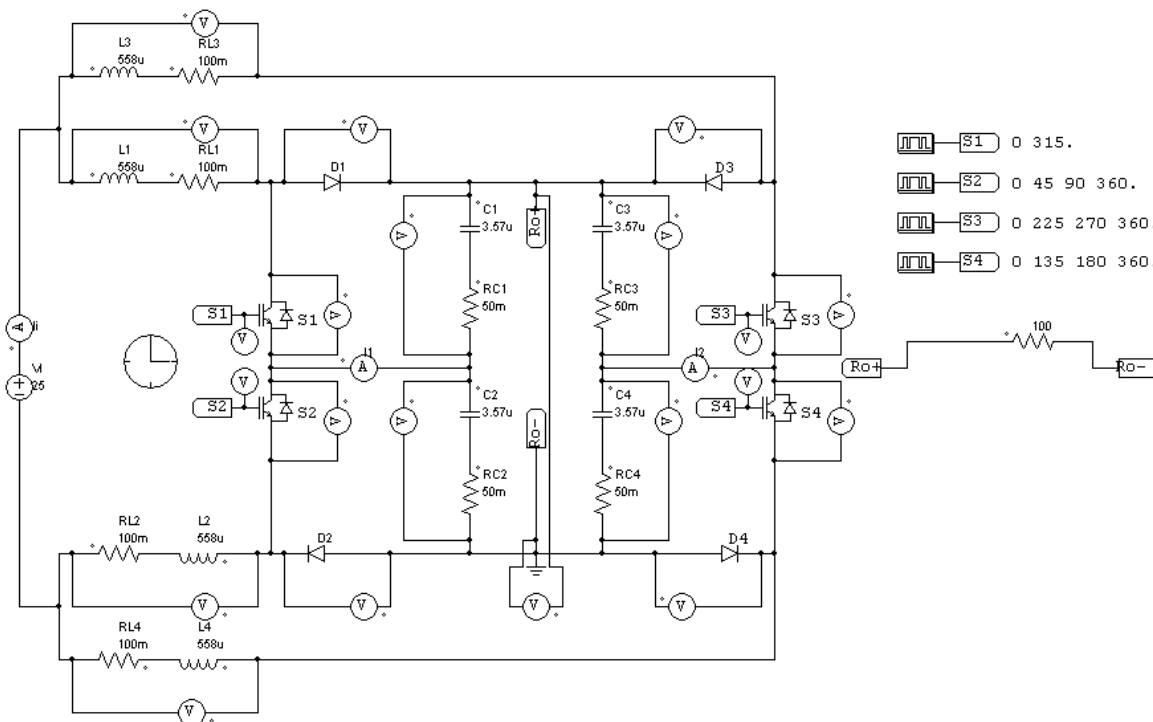 V
L3
558u
RL3
100m
V
L1
558u
RL1
100m
V
D1
V
D3
S1 0 315.
S2 0 45 90 360.
S3 0 225 270 360.
S4 0 135 180 360
V
C1
3.57u
Ro+
C3
3.57u
V
RC1
50m
RC3
50m
S1
S1
V
V
S3
S3
V
V
A
Ii
Vi
25
I1
A
I2
A
100
Ro+
Ro-
V
S2
S2
V
V
C2
3.57u
Ro-
C4
3.57u
V
V
S4
S4
V
RC2
50m
RC4
50m
RL2
100m
L2
558u
D2
D4
V
V
V
V
RL4
100m
L4
558u
V